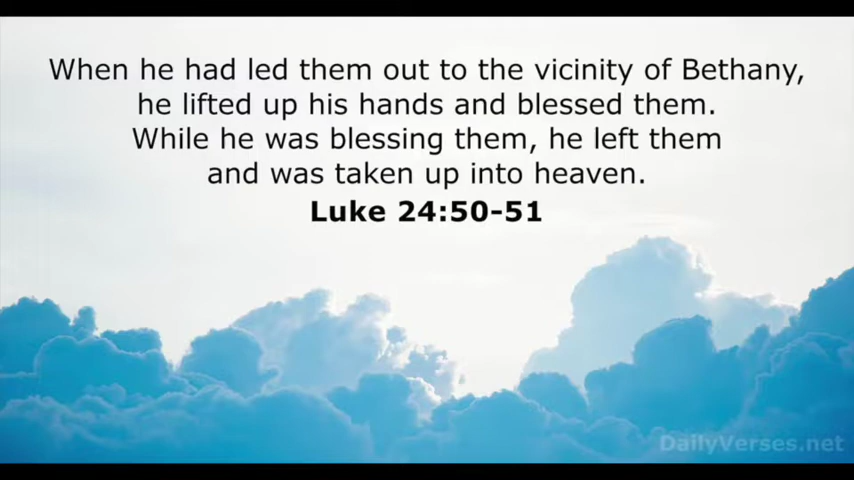 When he had led them out to the vicinity of Bethany,
he lifted up his hands and blessed them.
While he was blessing them, he left them
and was taken up into heaven.
Luke 24:50-51
DailyVerses.net